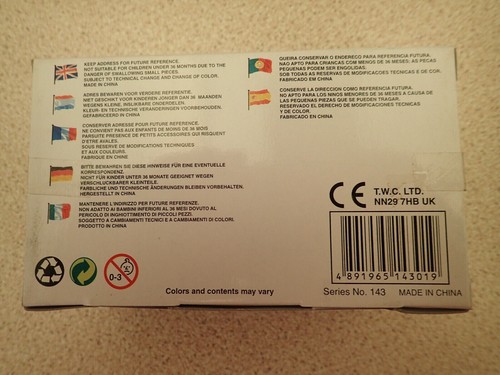 KEEP ADDRESS FOR FUTURE REFERENCE.
NOT SUITABLE FOR CHILDREN UNDER 36 MONTHS DUE TO THE
DANGER OF SWALLOWING SMALL PIECES.
SUBJECT TO TECHNICAL CHANGE AND CHANGE OF COLOR.
MADE IN CHINA
ADRES BEWAREN VOOR VERDERE REFERENTIE.
NIET GESCHIKT VOOR KINDEREN JONGER DAN 36 MAANDEN
WEGENS KLEINE, INSLIKBARE ONDERDELEN.
KLEUR- EN TECHNISCHE VERANDERINGEN VOORBEHOUDEN.
GEFABRICEERD IN CHINA
CONSERVER ADRESSE POUR FUTURE REFERENCE.
NE CONVIENT PAS AUX ENFANTS DE MOINS DE 36 MOIS
PARSUITE PRESENCE DE PETITS ACCESSORIES QUI RISQUENT
D'ETRE AVALES.
SOUS RESERVE DE MODIFICATIONS TECHNIQUES
ET AUX COULEURS.
FABRIQUE EN CHINE
BITTE BEWAHREN SIE DIESE HINWEISE FÜR EINE EVENTUELLE
KORRESPONDENZ.
NICHT FÜR KINDER UNTER 36 MONATE GEEIGNET WEGEN
VERSCHLUCKBARER KLEINTEILE.
FARBLICHE UND TECHNISCHE ÄNDERUNGEN BLEIBEN VORBEHALTEN.
HERGESTELLT IN CHINA
MANTENERE L'INDIRIZZO PER FUTURE REFERENZE.
NON ADATTO AI BAMBINI INFERIORI AL 36 MESI DOVUTO AL
PERICOLO DI INGHIOTTIMENTO DI PICCOLI PEZZI.
SOGGETTO A CAMBIAMENTI TECNICI E A CAMBIAMENTI DI COLORI.
PRODOTTO IN CHINA
QUEIRA CONSERVAR O ENDERECO PARA REFERENCIA FUTURA.
NAO APTO PARA CRIANCAS COM MENOS DE 36 MESES: AS PECAS
PEQUENAS PODEM SER ENGOLIDAS.
SOB TODAS AS RESERVAS DE MODIFICACOES TECNICAS E DE COR.
FABRICADO EM CHINA
CONSERVE LA DIRECCION COMO REFERENCIA FUTURA.
NO APTO PARA LOS NINOS MENORES DE 36 MESES A CAUSA DE
LAS PEQUENAS PIEZAS QUE SE PUEDEN TRAGAR.
RESERVADO EL DERECHO DE MODIFICACION TECNICAS
Y DE COLOR.
FABRICADO EN CHINA
CE
T.W.C. LTD.
NN29 7HB UK
4 891965 143019
0-3
Colors and contents may vary
Series No. 143 MADE IN CHINA